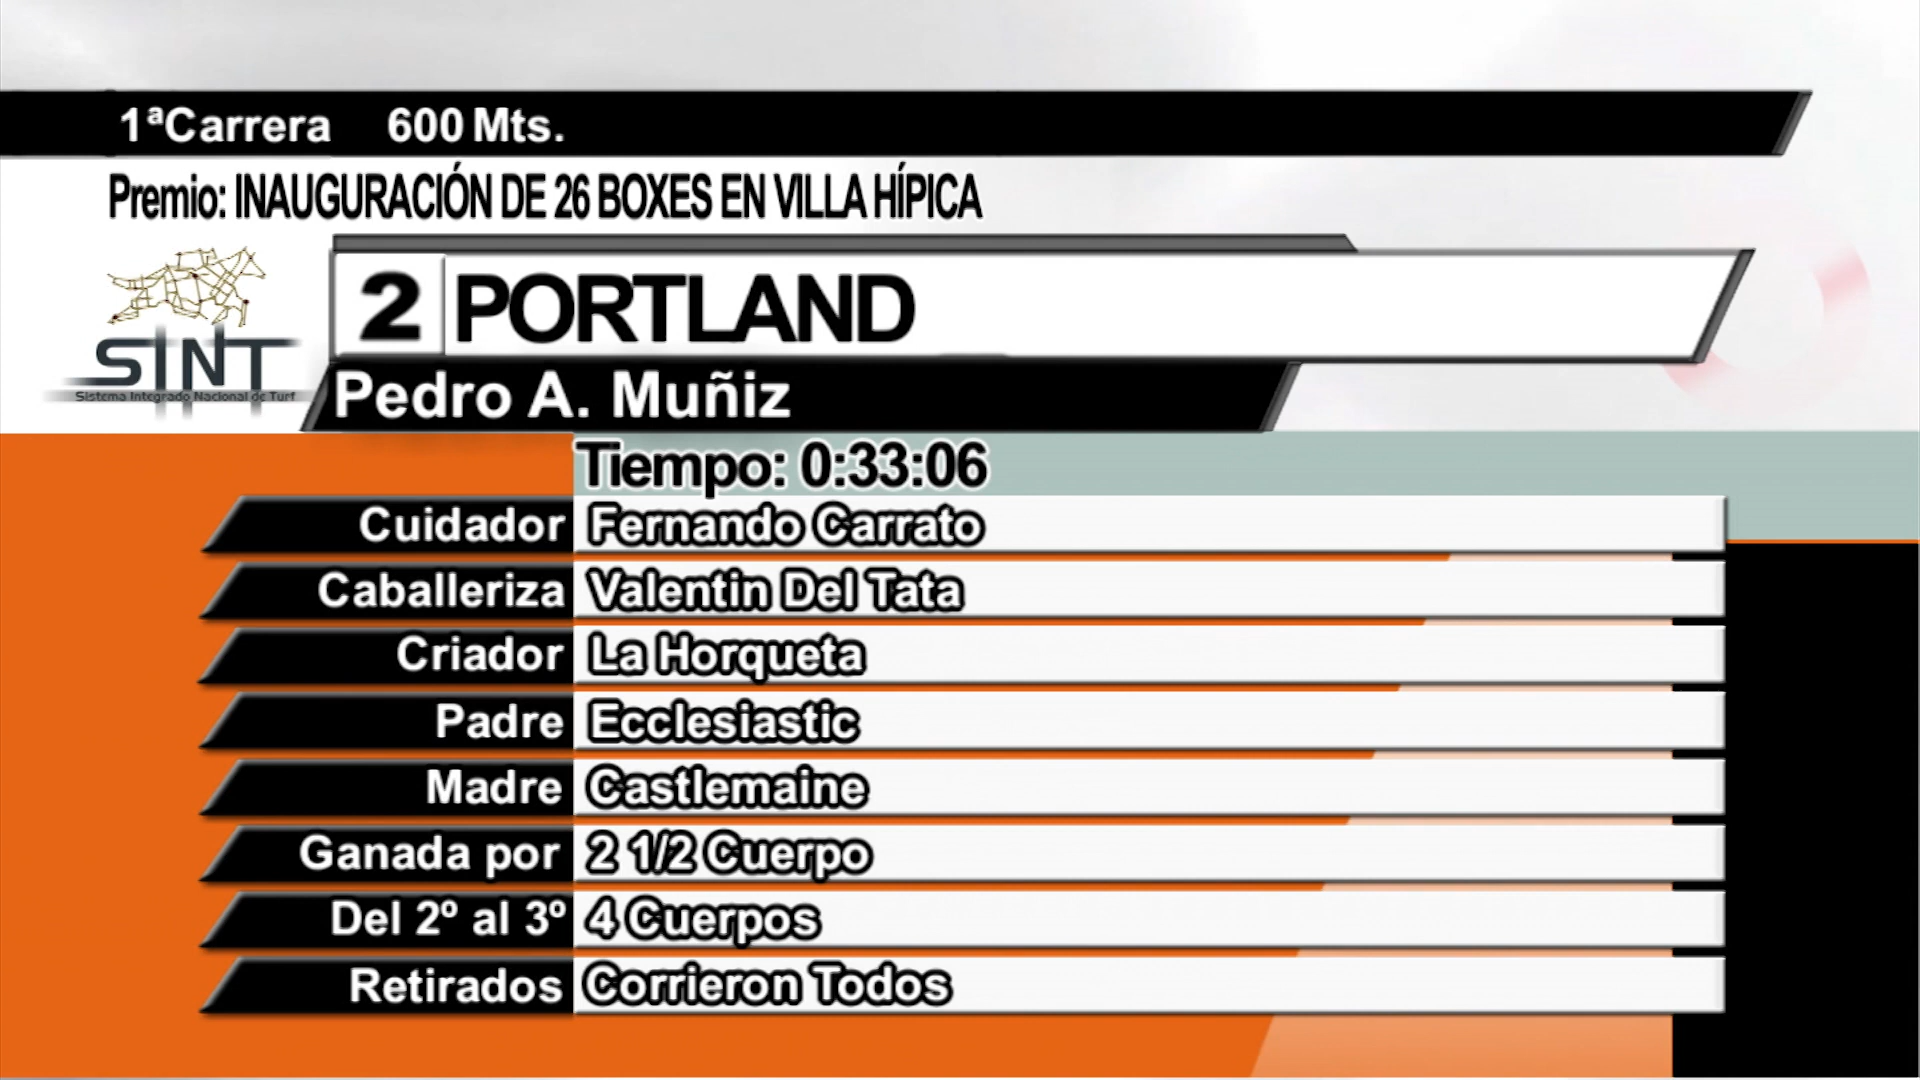 1ªCarrera 600 Mts.
Premio: INAUGURACIÓN DE 26 BOXES EN VILLA HÍPICA
2 PORTLAND
SINT
Sistema Integrado Nacional de Turf
Pedro A. Muñiz
Tiempo: 0:33:06
Cuidador Fernando Carrato
Caballeriza Valentin Del Tata
Criador La Horqueta
Padre Ecclesiastic
Madre Castlemaine
Ganada por 2 1/2 Cuerpo
Del 2º al 3º 4 Cuerpos
Retirados Corrieron Todos